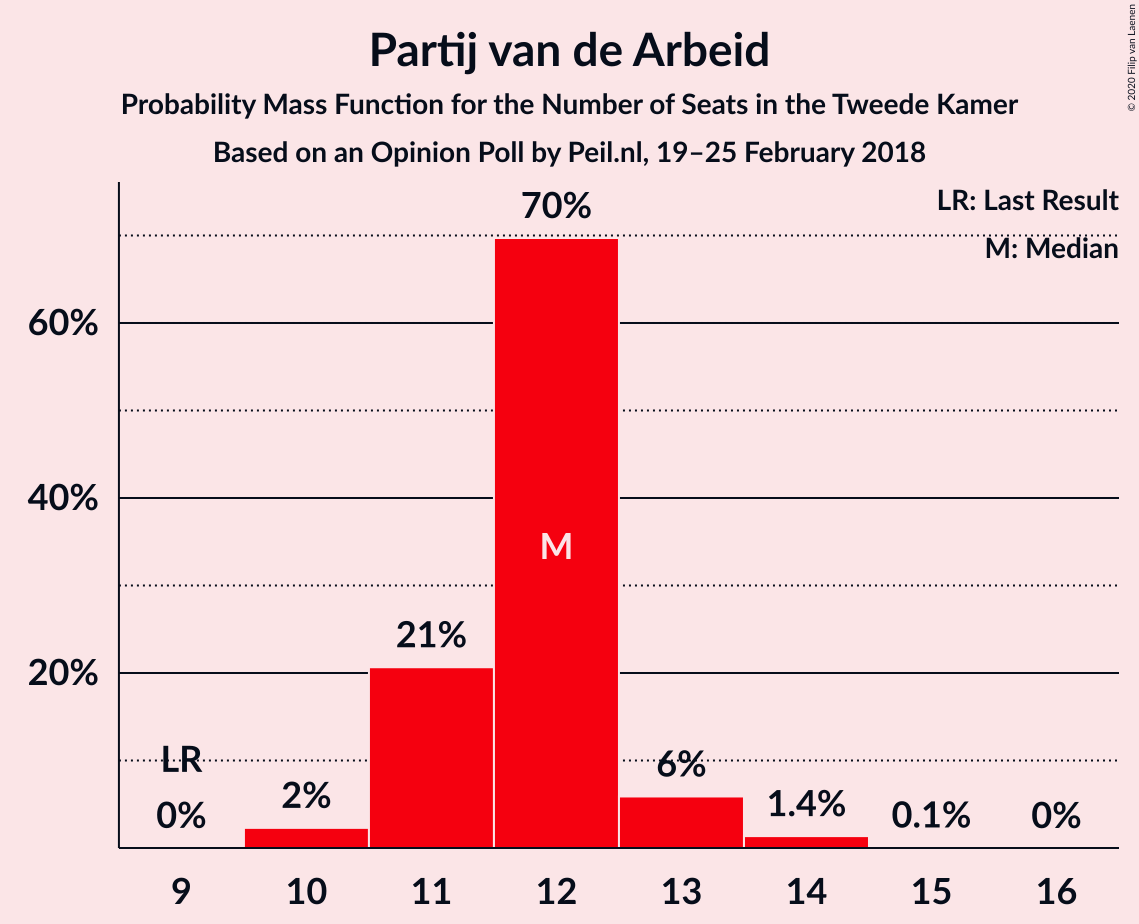 Partij van de Arbeid
Probability Mass Function for the Number of Seats in the Tweede Kamer
Based on an Opinion Poll by Peil.nl, 19–25 February 2018
© 2020 Filip van Laenen
LR: Last Result
M: Median
70%
60%
40%
M
21%
20%
LR
0%
2%
6%
1.4%
0.1%
0%
9 10 11 12 13 14 15 16